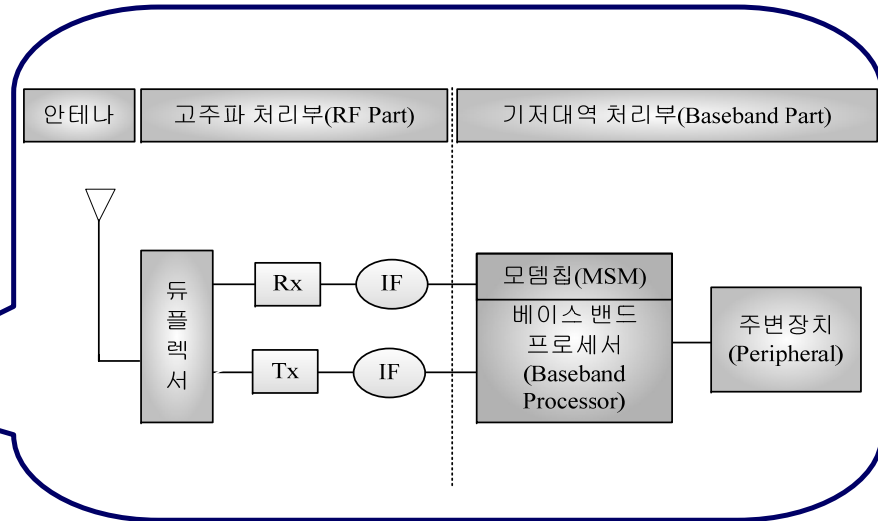 안테나
고주파 처리부(RF Part)
기저대역 처리부(Baseband Part)
듀
플
렉
서
Rx
IF
Tx
IF
모뎀칩(MSM)
베이스 밴드
프로세서
(Baseband
Processor)
주변장치
(Peripheral)